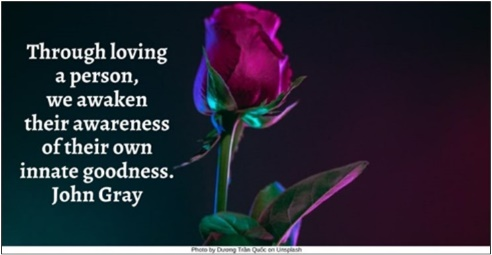 Through loving
a person,
we awaken
their awareness
of their own
innate goodness.
John Gray
Photo by Dương Trần Quốc on Unsplash